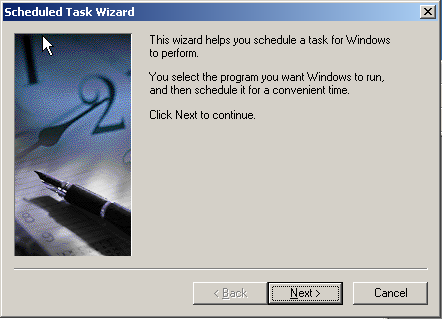 Scheduled Task Wizard
This wizard helps you schedule a task for Windows
to perform.
You select the program you want Windows to run,
and then schedule it for a convenient time.
Click Next to continue.
2
< Back
Next >
Cancel